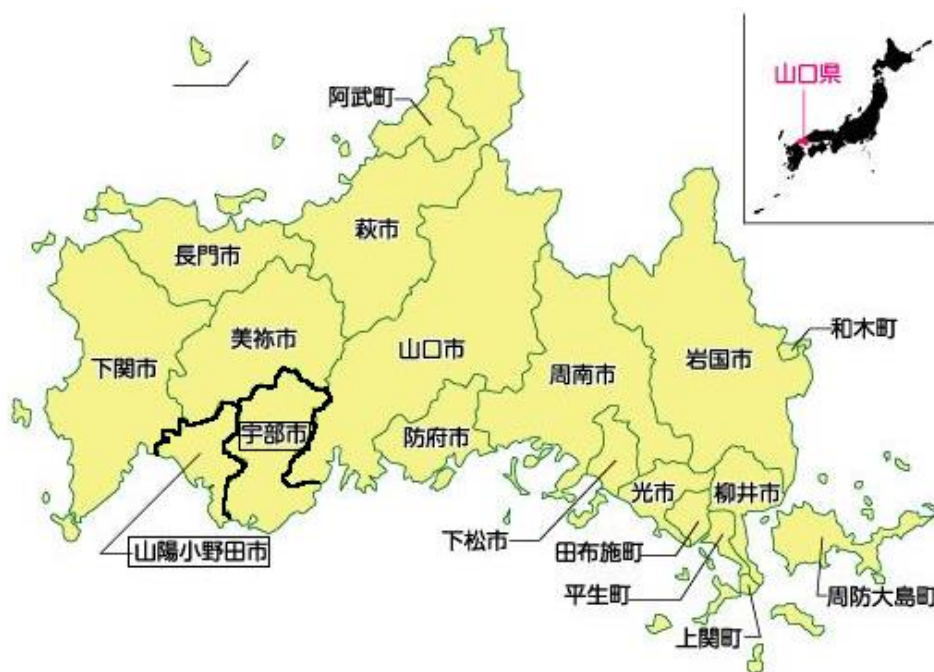 山口県
阿武町
萩市
長門市
美祢市
和木町
山口市
岩国市
下関市
周南市
宇部市
防府市
光市
柳井市
下松市
田布施町
山陽小野田市
平生町
周防大島町
上関町